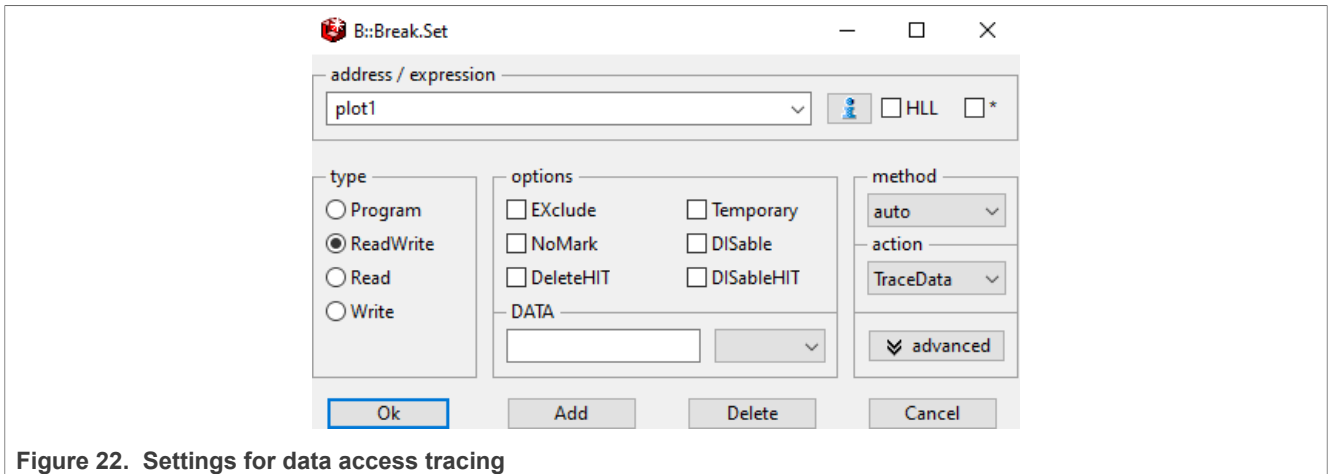 B::Break.Set
address / expression
plot1
HLL
*
type
options
method
Program
EXclude
Temporary
auto
ReadWrite
NoMark
DISable
action
Read
DeleteHIT
DISableHIT
TraceData
Write
DATA
advanced
Ok
Add
Delete
Cancel
Figure 22. Settings for data access tracing